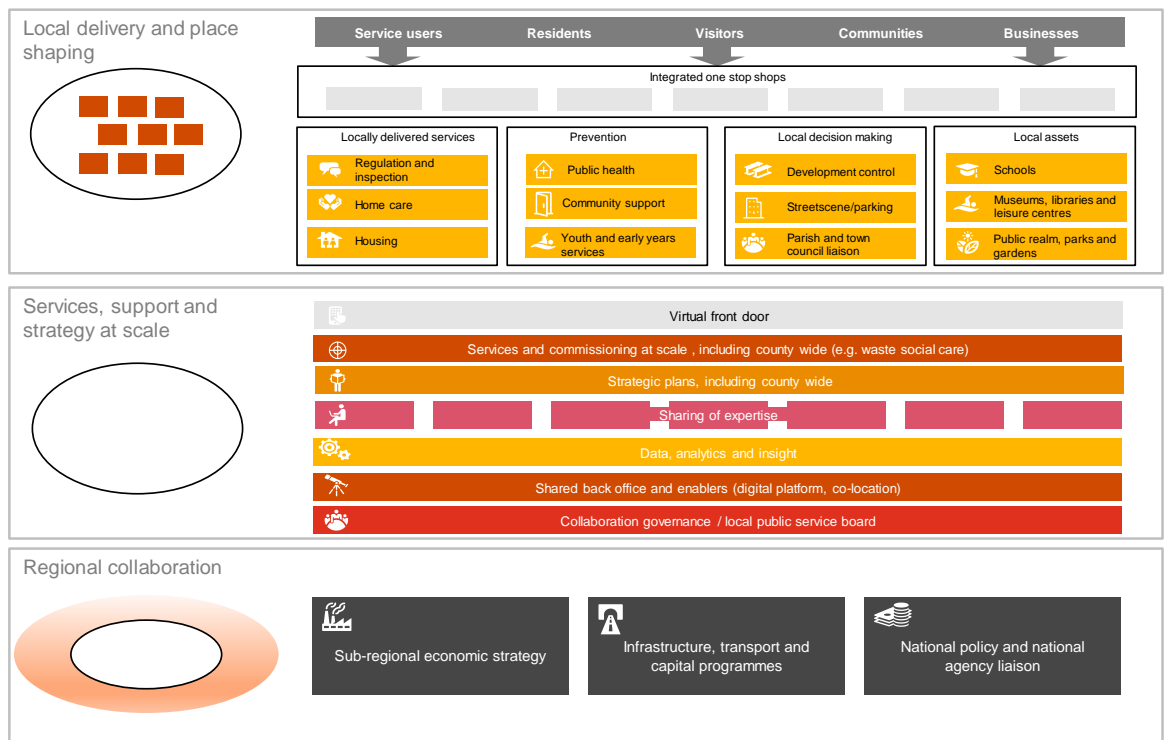 Local delivery and place
shaping
Service users
Residents
Visitors
Communities
Businesses
Integrated one stop shops
Locally delivered services
Regulation and
inspection
Home care
Housing
Prevention
Public health
Community support
Youth and early years
services
Local decision making
Development control
Streetscene/parking
Parish and town
council liaison
Local assets
Schools
Museums, libraries and
leisure centres
Public realm, parks and
gardens
Services, support and
strategy at scale
Virtual front door
Services and commissioning at scale , including county wide (e.g. waste social care)
Strategic plans, including county wide
Sharing of expertise
Data, analytics and insight
Shared back office and enablers (digital platform, co-location)
Collaboration governance / local public service board
Regional collaboration
Sub-regional economic strategy
Infrastructure, transport and
capital programmes
National policy and national
agency liaison